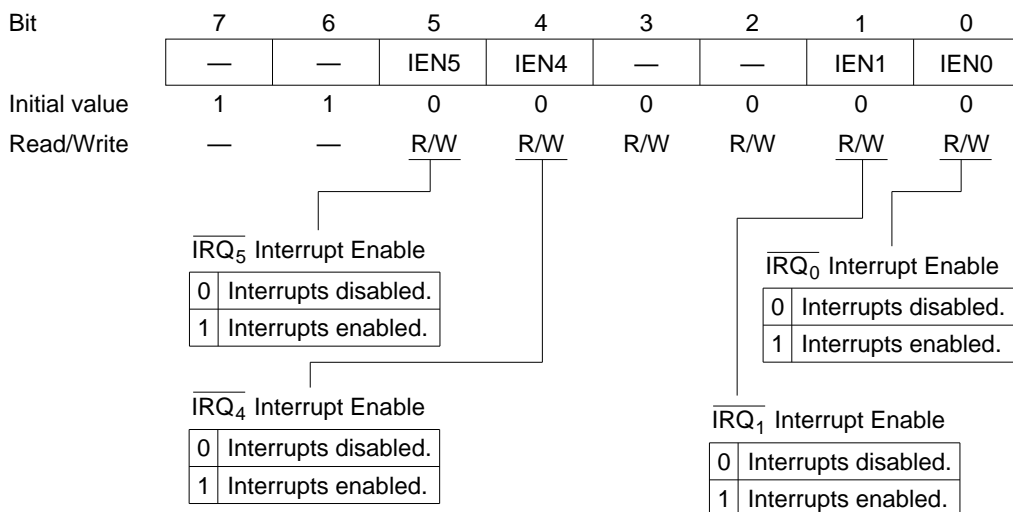 Bit 7 6 5 4 3 2 1 0
— — IEN5 IEN4 — — IEN1 IEN0
Initial value 1 1 0 0 0 0 0 0
Read/Write — — R/W R/W R/W R/W R/W R/W
IRQ5 Interrupt Enable
0 Interrupts disabled.
1 Interrupts enabled.
IRQ0 Interrupt Enable
0 Interrupts disabled.
1 Interrupts enabled.
IRQ4 Interrupt Enable
0 Interrupts disabled.
1 Interrupts enabled.
IRQ1 Interrupt Enable
0 Interrupts disabled.
1 Interrupts enabled.